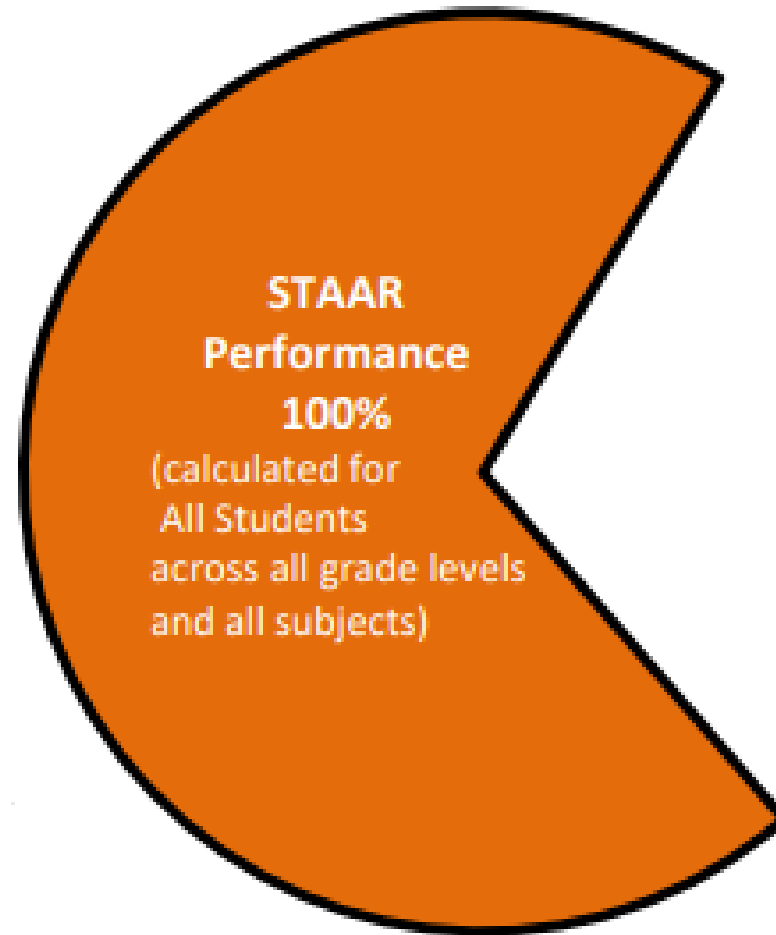 STAAR
Performance
100%
(calculated for
All Students
across all grade levels
and all subjects)